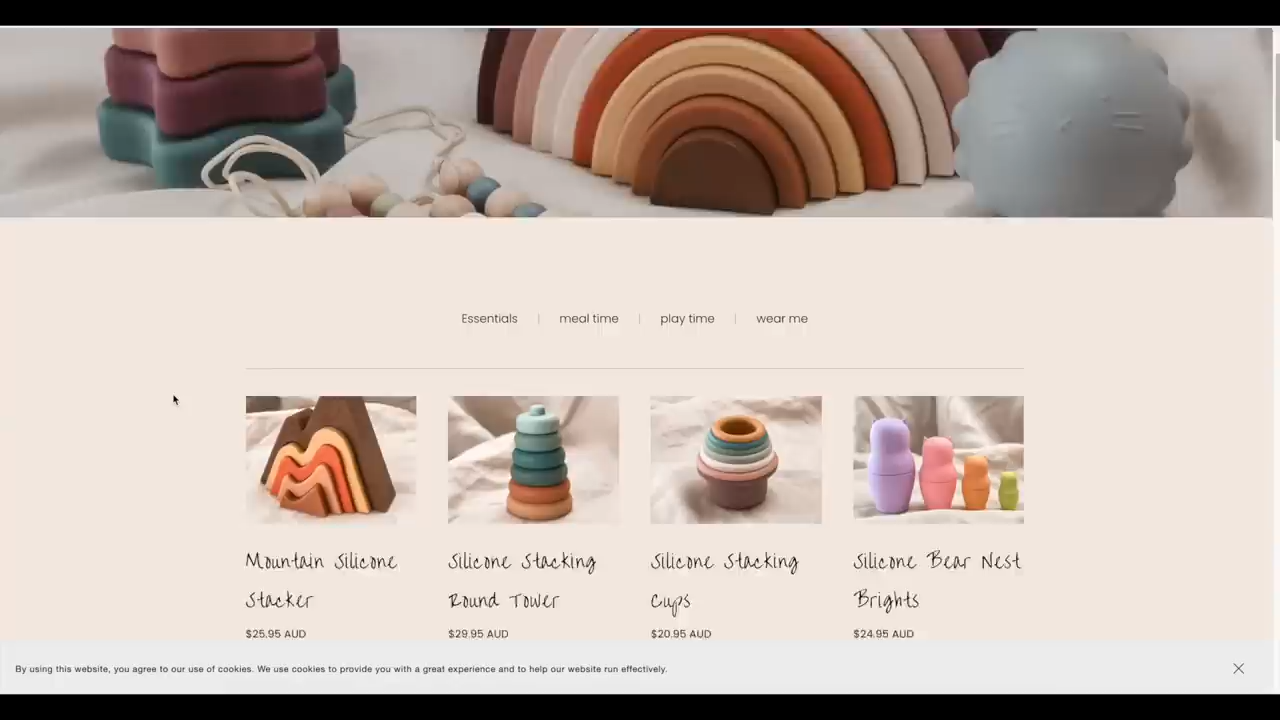 Essentials | meal time | play time | wear me
Mountain Silicone Stacker
$25.95 AUD
Silicone Stacking Round Tower
$29.95 AUD
Silicone Stacking Cups
$20.95 AUD
Silicone Bear Nest Brights
$24.95 AUD
By using this website, you agree to our use of cookies. We use cookies to provide you with a great experience and to help our website run effectively.